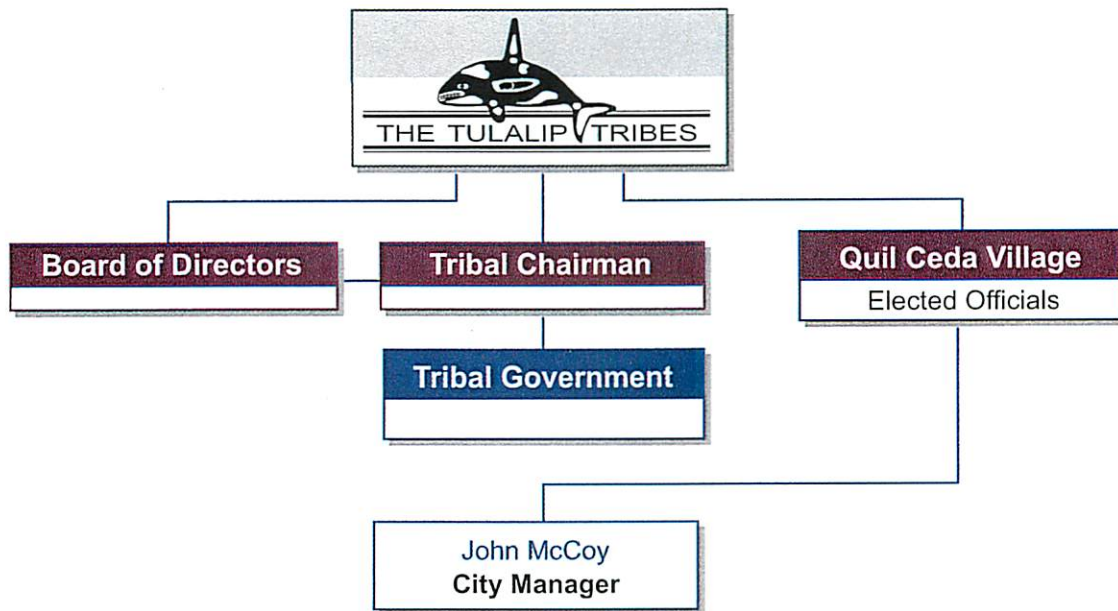 THE TULALIP TRIBES
Board of Directors
Tribal Chairman
Quil Ceda Village
Elected Officials
Tribal Government
John McCoy
City Manager